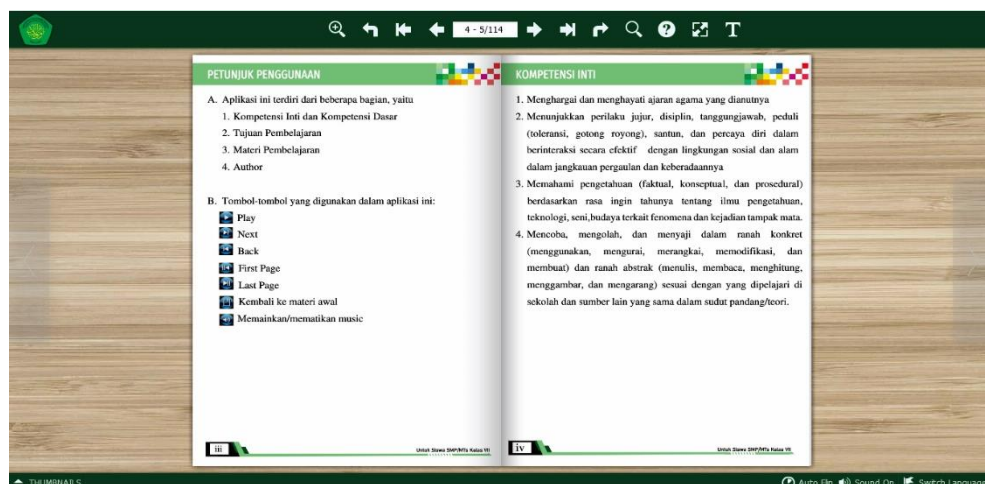 4 - 5/114
PETUNJUK PENGGUNAAN
A. Aplikasi ini terdiri dari beberapa bagian, yaitu
1. Kompetensi Inti dan Kompetensi Dasar
2. Tujuan Pembelajaran
3. Materi Pembelajaran
4. Author
B. Tombol-tombol yang digunakan dalam aplikasi ini:
Play
Next
Back
First Page
Last Page
Kembali ke materi awal
Memainkan/mematikan music
iii
Untuk Siswa SMP/MTs Kelas VII
KOMPETENSI INTI
1. Menghargai dan menghayati ajaran agama yang dianutnya
2. Menunjukkan perilaku jujur, disiplin, tanggungjawab, peduli
(toleransi, gotong royong), santun, dan percaya diri dalam
berinteraksi secara efektif dengan lingkungan sosial dan alam
dalam jangkauan pergaulan dan keberadaannya
3. Memahami pengetahuan (faktual, konseptual, dan prosedural)
berdasarkan rasa ingin tahunya tentang ilmu pengetahuan,
teknologi, seni,budaya terkait fenomena dan kejadian tampak mata.
4. Mencoba, mengolah, dan menyaji dalam ranah konkret
(menggunakan, mengurai, merangkai, memodifikasi, dan
membuat) dan ranah abstrak (menulis, membaca, menghitung,
menggambar, dan mengarang) sesuai dengan yang dipelajari di
sekolah dan sumber lain yang sama dalam sudut pandang/teori.
iv
Untuk Siswa SMP/MTs Kelas VII
THUMBNAILS
Auto Flip Sound On Switch Language